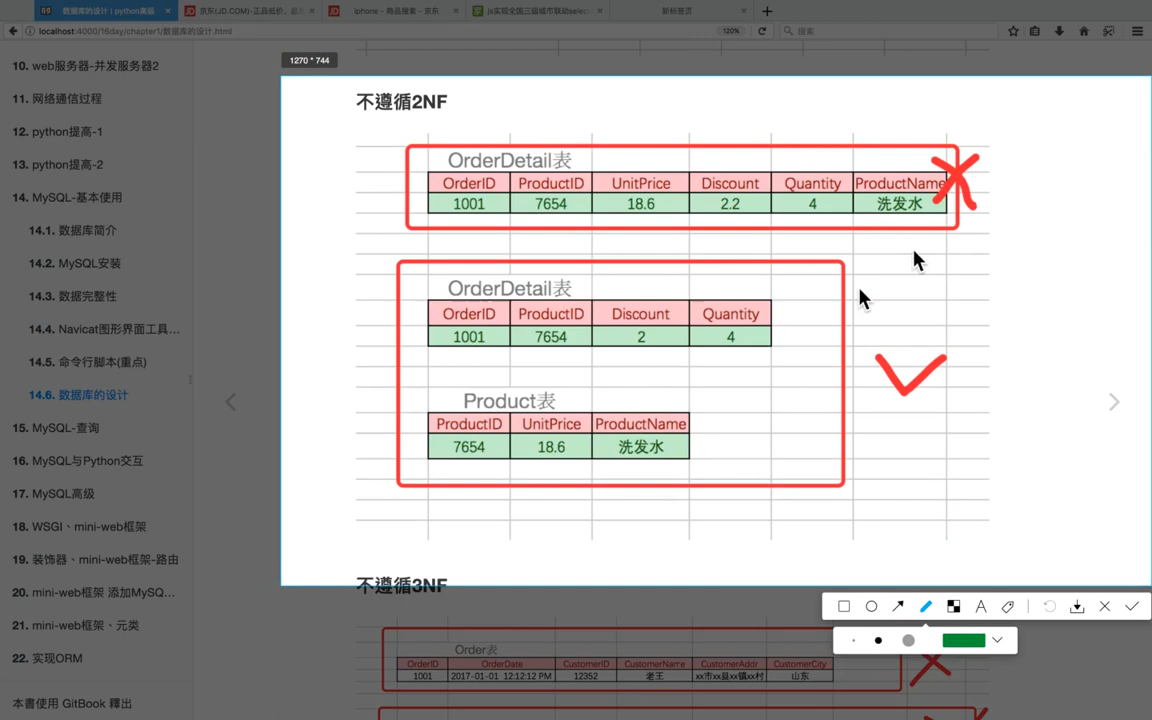 数据库的设计 | python高级
京东(JD.COM)-正品低价、品
iphone - 商品搜索 - 京东
js实现全国三级城市联动selec
新标签页
localhost:4000/16day/chapter1/数据库的设计.html
120%
搜索
10. web服务器-并发服务器2
11. 网络通信过程
12. python提高-1
13. python提高-2
14. MySQL-基本使用
14.1. 数据库简介
14.2. MySQL安装
14.3. 数据完整性
14.4. Navicat图形界面工具...
14.5. 命令行脚本(重点)
14.6. 数据库的设计
15. MySQL-查询
16. MySQL与Python交互
17. MySQL高级
18. WSGI、mini-web框架
19. 装饰器、mini-web框架-路由
20. mini-web框架 添加MySQ...
21. mini-web框架、元类
22. 实现ORM
本書使用 GitBook 釋出
1270 * 744
不遵循2NF
OrderDetail表
OrderID ProductID UnitPrice Discount Quantity ProductName
1001 7654 18.6 2.2 4 洗发水
OrderDetail表
OrderID ProductID Discount Quantity
1001 7654 2 4
Product表
ProductID UnitPrice ProductName
7654 18.6 洗发水
不遵循3NF
Order表
OrderID OrderDate CustomerID CustomerName CustomerAddr CustomerCity
1001 2017-01-01 12:12:12 PM 12352 老王 xx市xx县xx镇xx村 山东
A